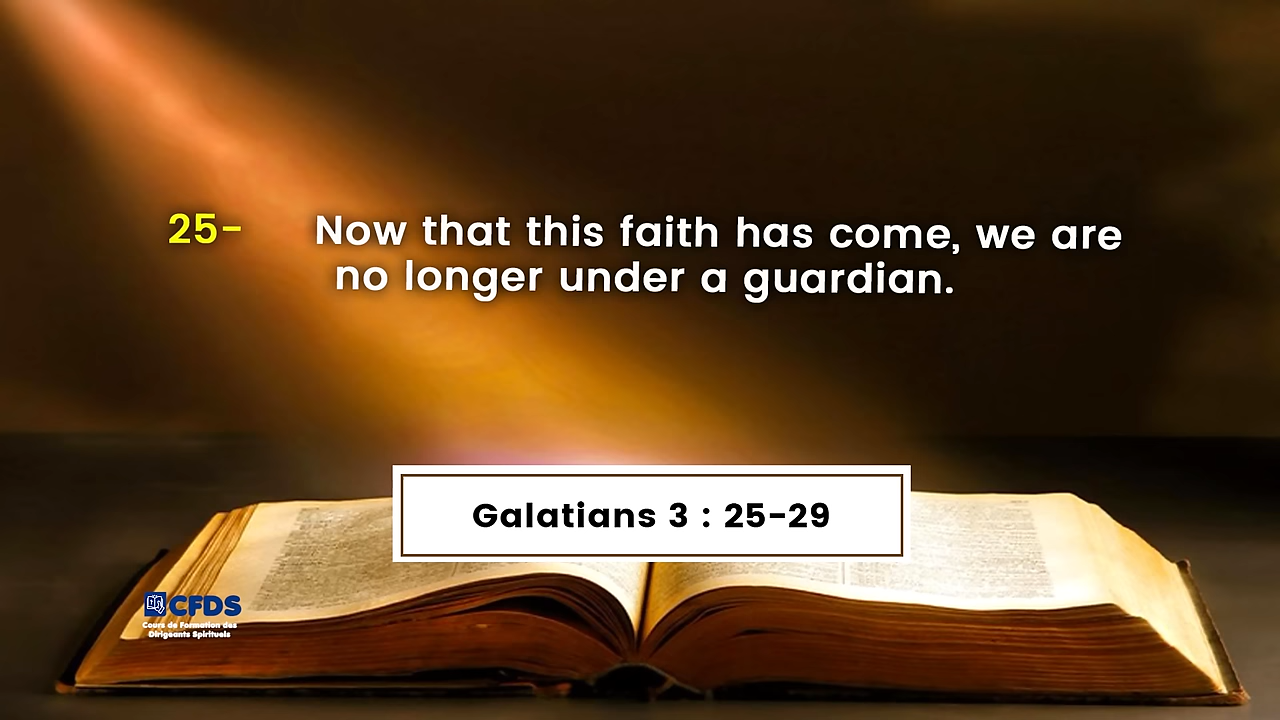 25- Now that this faith has come, we are
no longer under a guardian.
Galatians 3 : 25-29
CFDS
Cours de Formation des
Dirigeants Spirituels